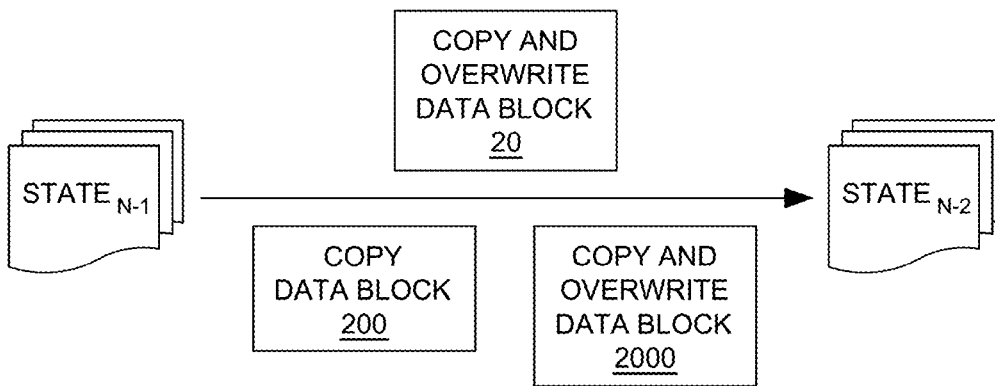 COPY AND
OVERWRITE
DATA BLOCK
20
STATE N-1
STATE N-2
COPY
DATA BLOCK
200
COPY AND
OVERWRITE
DATA BLOCK
2000